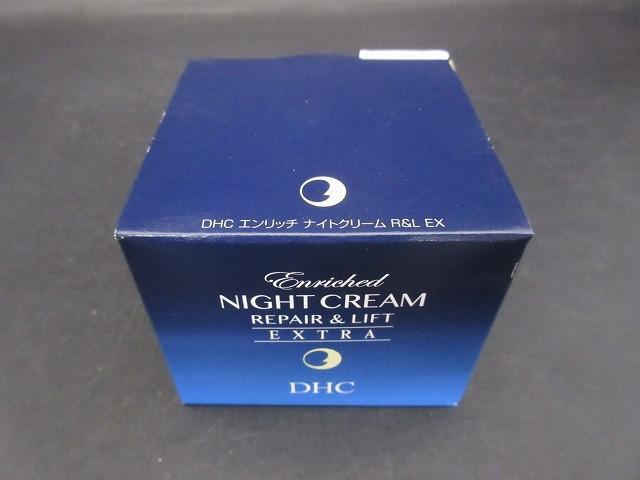 DHC エンリッチ ナイトクリーム R&L EX
Enriched
NIGHT CREAM
REPAIR & LIFT
EXTRA
DHC